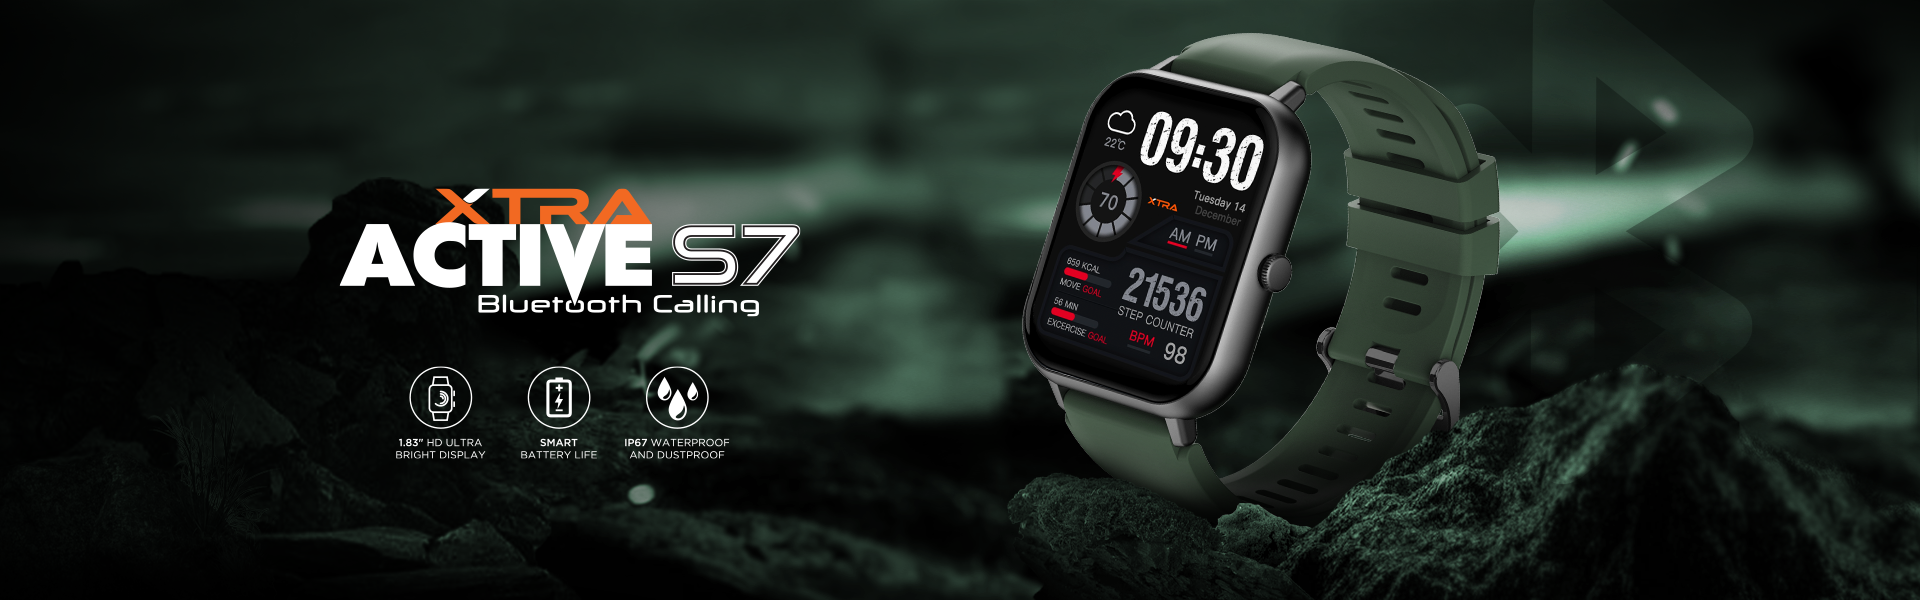 XTRA
ACTIVE S7
Bluetooth Calling
1.83" HD ULTRA
BRIGHT DISPLAY
SMART
BATTERY LIFE
IP67 WATERPROOF
AND DUSTPROOF
09:30
22°C
70
XTRA
Tuesday 14
December
AM PM
659 KCAL
MOVE GOAL
56 MIN
EXCERCISE GOAL
21536
STEP COUNTER
BPM
98